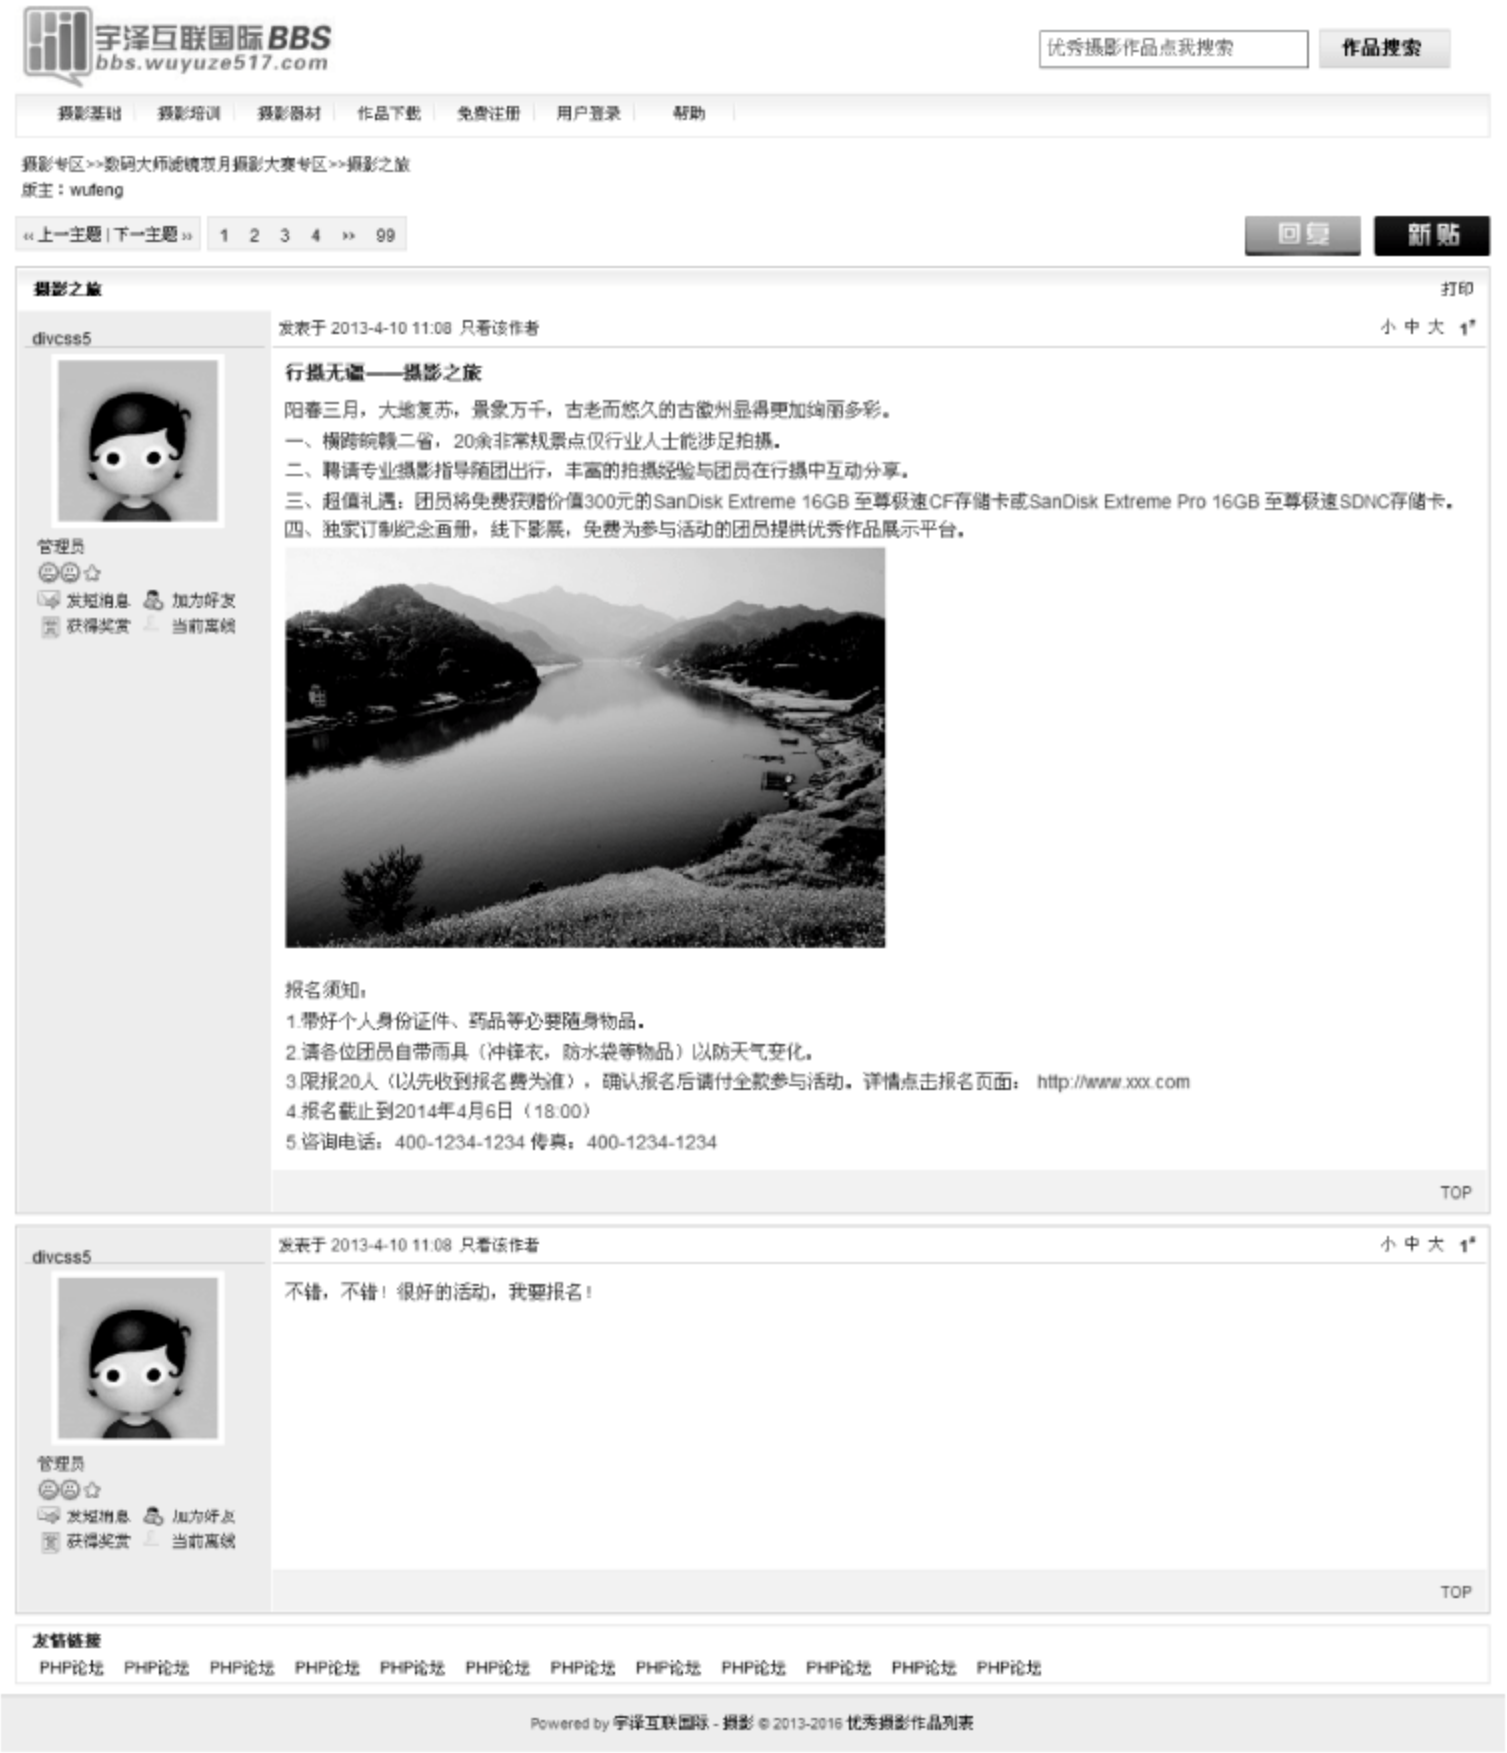 宇泽互联国际BBS
bbs.wuyuze517.com
优秀摄影作品点我搜索 作品搜索
摄影基础 摄影培训 摄影器材 作品下载 免费注册 用户登录 帮助
摄影专区>>数码大师滤镜双月摄影大赛专区>>摄影之旅
版主：wufeng
‹‹ 上一主题 | 下一主题 ›› 1 2 3 4 ›› 99 回复 新贴
摄影之旅 打印
divcss5 发表于 2013-4-10 11:08 只看该作者 小 中 大 1#
行摄无疆——摄影之旅
阳春三月，大地复苏，景象万千，古老而悠久的古徽州显得更加绚丽多彩。
一、横跨皖赣二省，20余非常规景点仅行业人士能涉足拍摄。
二、聘请专业摄影指导随团出行，丰富的拍摄经验与团员在行摄中互动分享。
三、超值礼遇：团员将免费获赠价值300元的SanDisk Extreme 16GB 至尊极速CF存储卡或SanDisk Extreme Pro 16GB 至尊极速SDNC存储卡。
四、独家订制纪念画册，线下影展，免费为参与活动的团员提供优秀作品展示平台。
管理员
发短消息 加为好友
获得奖赏 当前离线
报名须知：
1.带好个人身份证件、药品等必要随身物品。
2.请各位团员自带雨具（冲锋衣，防水袋等物品）以防天气变化。
3.限报20人（以先收到报名费为准），确认报名后请付全款参与活动。详情点击报名页面： http://www.xxx.com
4.报名截止到2014年4月6日（18:00）
5.咨询电话：400-1234-1234 传真：400-1234-1234
TOP
divcss5 发表于 2013-4-10 11:08 只看该作者 小 中 大 1#
不错，不错！很好的活动，我要报名！
管理员
发短消息 加为好友
获得奖赏 当前离线
TOP
友情链接
PHP论坛 PHP论坛 PHP论坛 PHP论坛 PHP论坛 PHP论坛 PHP论坛 PHP论坛 PHP论坛 PHP论坛 PHP论坛 PHP论坛
Powered by 宇泽互联国际 - 摄影 © 2013-2016 优秀摄影作品列表